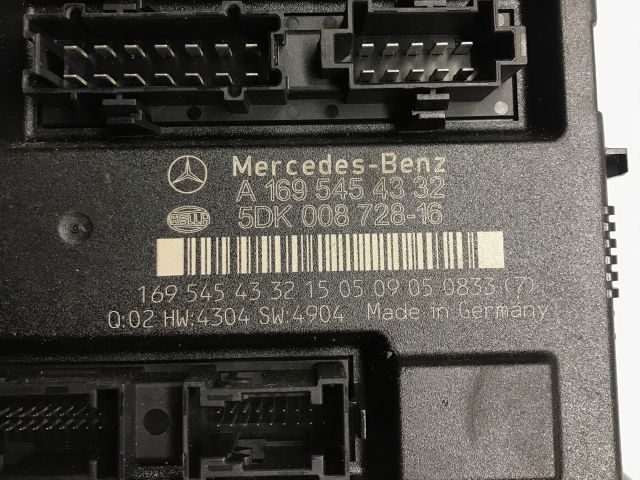 Mercedes-Benz
A 169 545 43 32
HELLA
5DK 008 728-16
169 545 43 32 15 05 09 05 0833 (7)
Q:02 HW:4304 SW:4904 Made in Germany